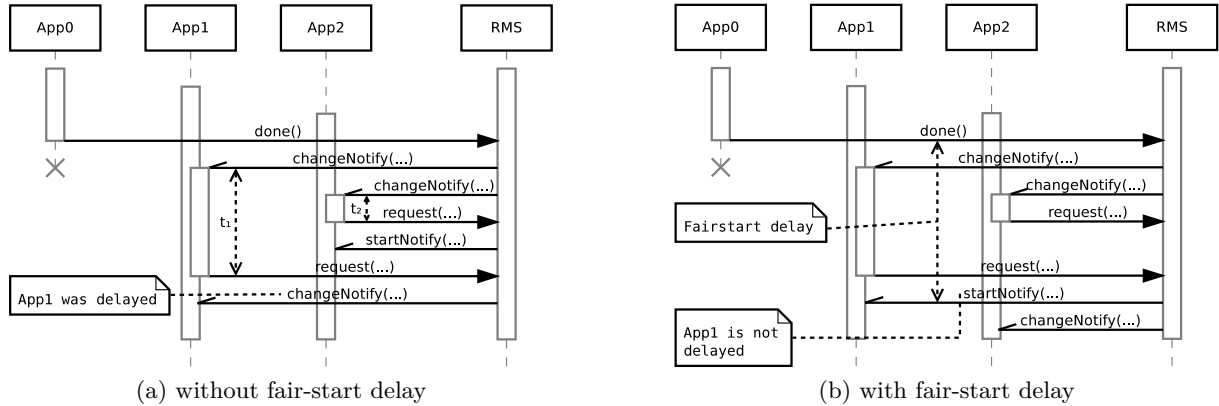 App0
App1
App2
RMS
done()
changeNotify(...)
changeNotify(...)
t₂
request(...)
t₁
startNotify(...)
request(...)
App1 was delayed
changeNotify(...)
(a) without fair-start delay
App0
App1
App2
RMS
done()
changeNotify(...)
changeNotify(...)
request(...)
Fairstart delay
request(...)
startNotify(...)
changeNotify(...)
App1 is not
delayed
(b) with fair-start delay